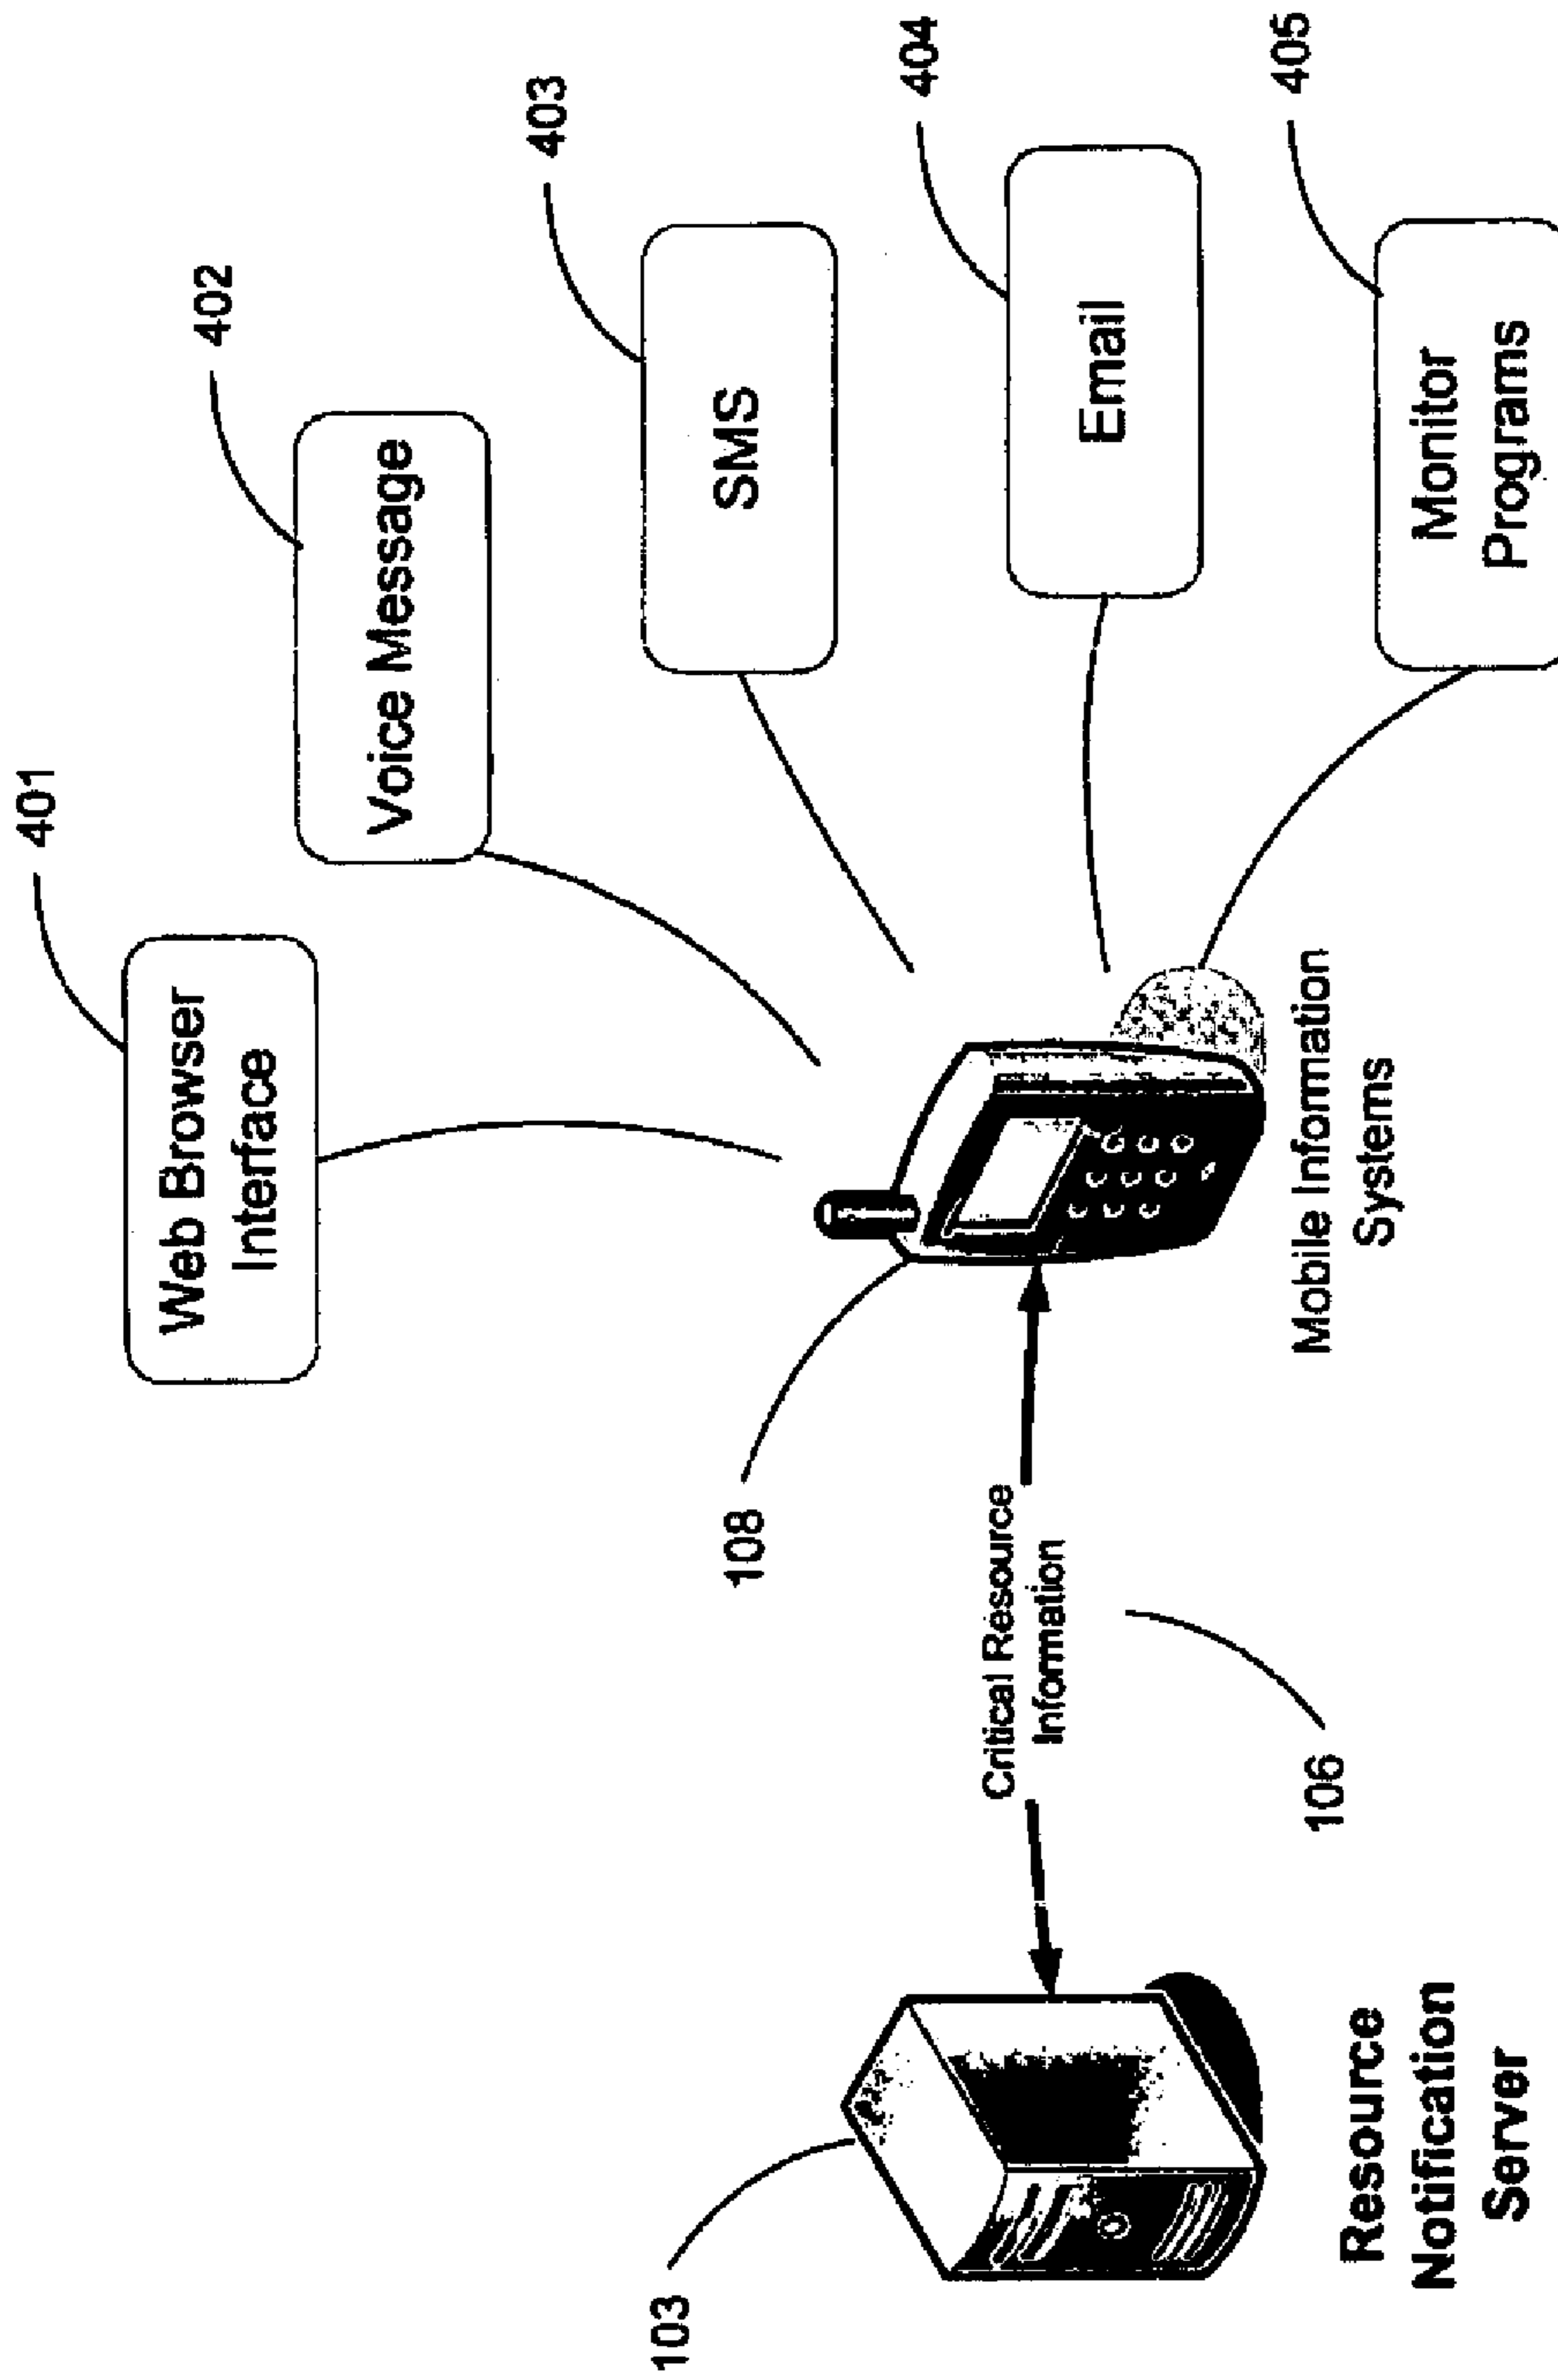 401
Web Browser
Interface
402
Voice Message
403
SMS
404
Email
405
Monitor
Programs
108
Mobile Information
Systems
Critical Resource
Information
106
103
Resource
Notification
Server